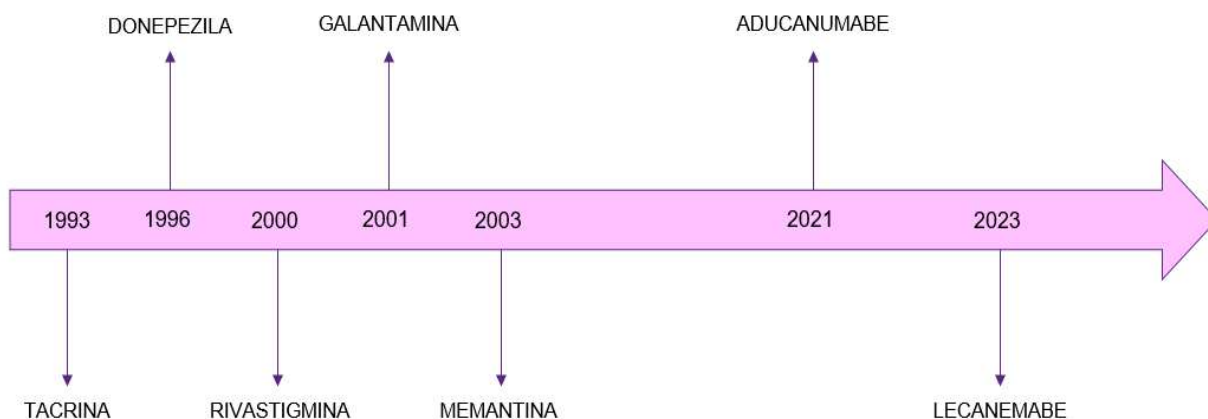 DONEPEZILA GALANTAMINA ADUCANUMABE
1993 1996 2000 2001 2003 2021 2023
TACRINA RIVASTIGMINA MEMANTINA LECANEMABE